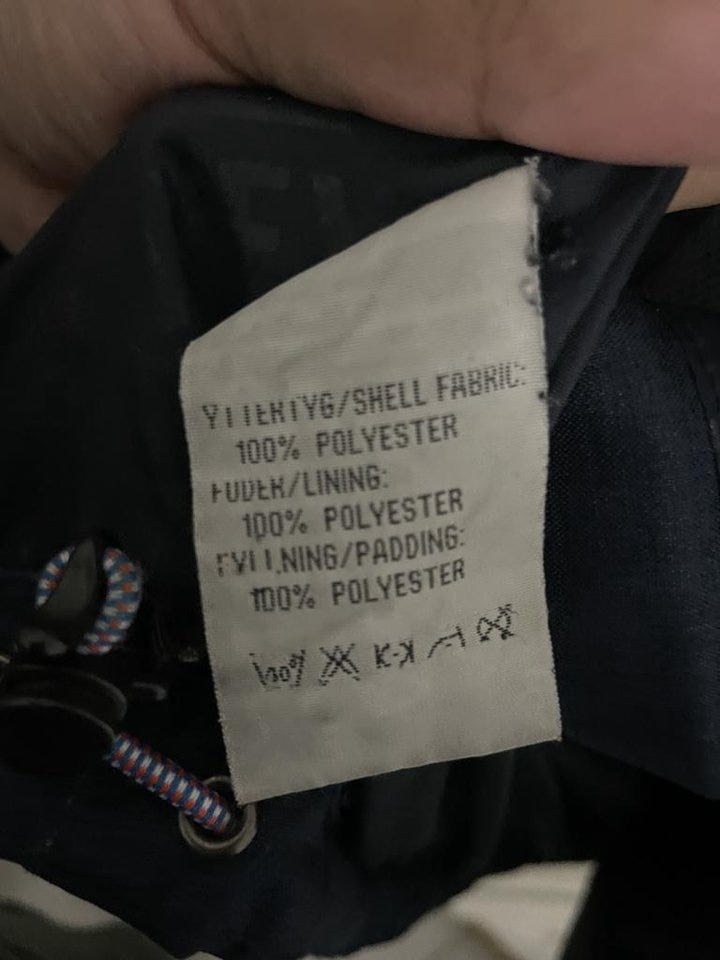 YTTERTYG/SHELL FABRIC:
100% POLYESTER
FODER/LINING:
100% POLYESTER
FYLLNING/PADDING:
100% POLYESTER